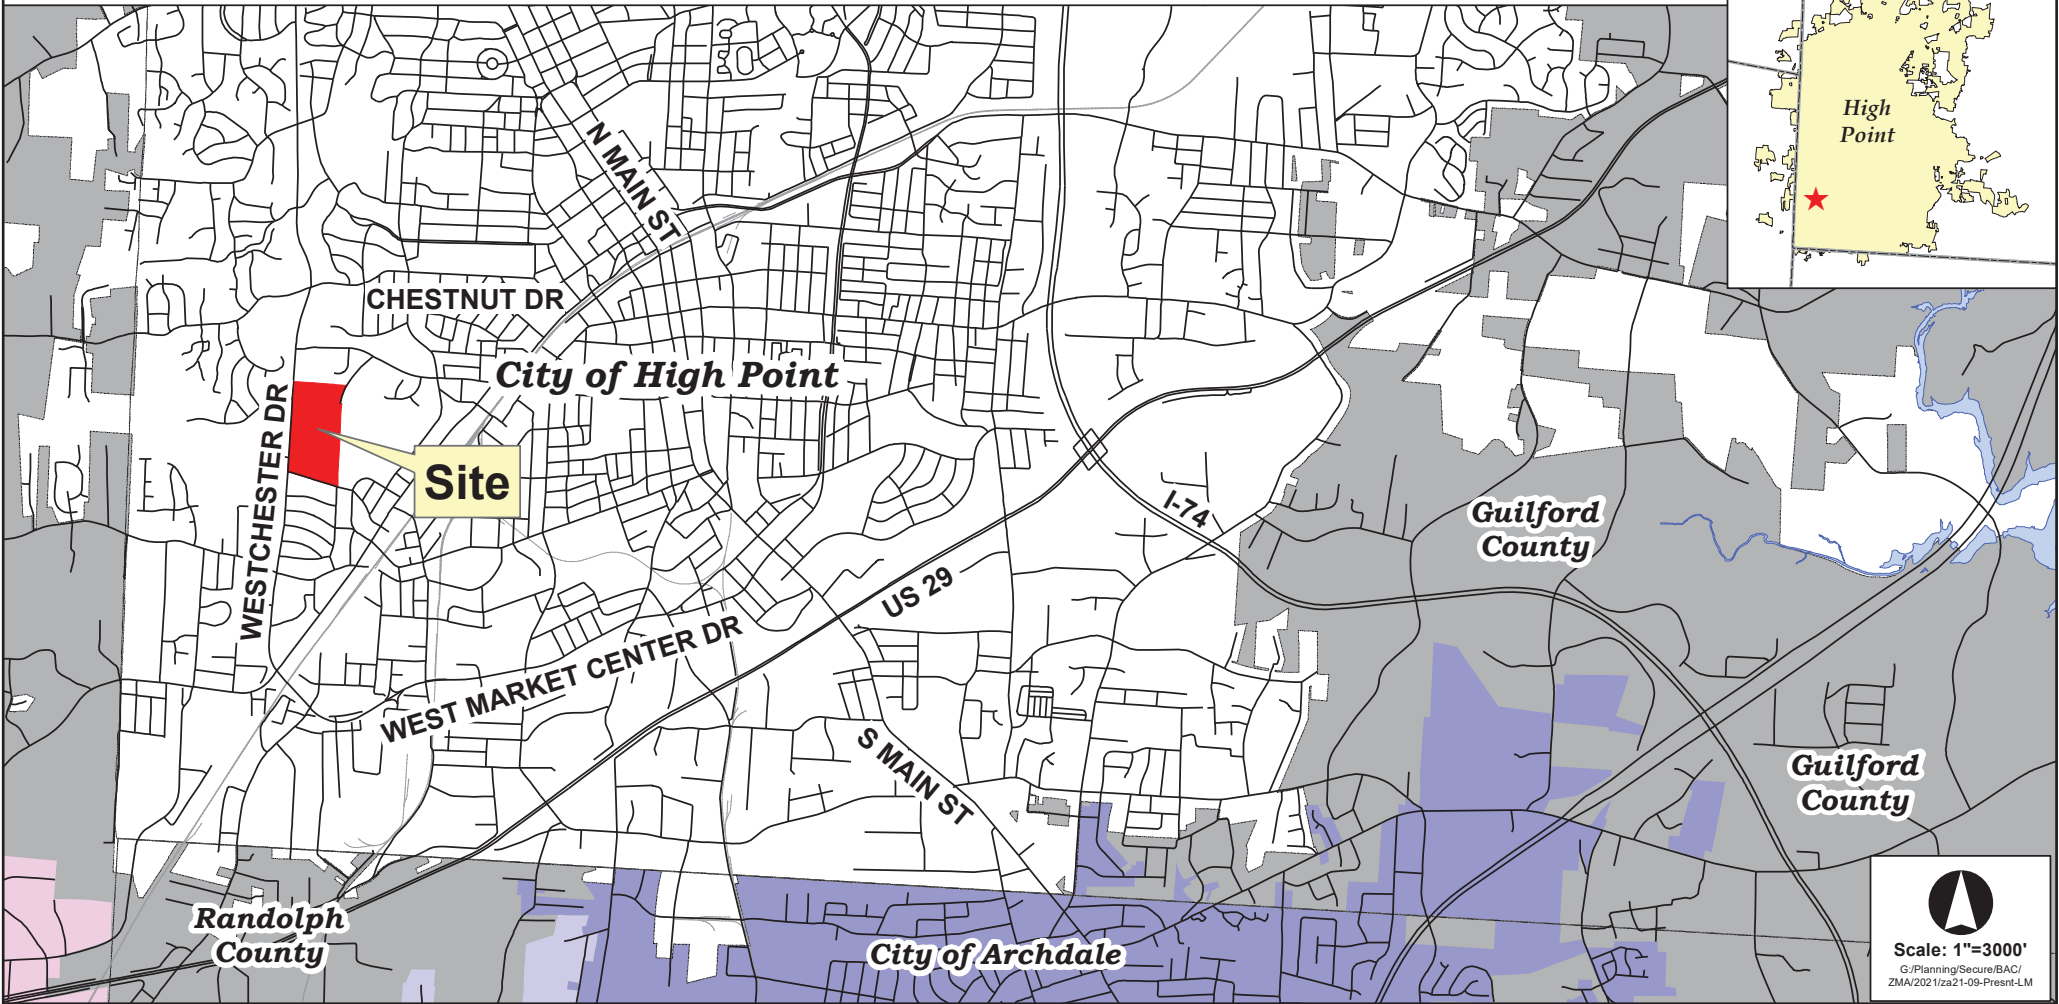 High
Point
N MAIN ST
CHESTNUT DR
City of High Point
WESTCHESTER DR
Site
I-74
Guilford
County
US 29
WEST MARKET CENTER DR
S MAIN ST
Guilford
County
Randolph
County
City of Archdale
Scale: 1"=3000'
G:/Planning/Secure/BAC/
ZMA/2021/za21-09-Presnt-LM